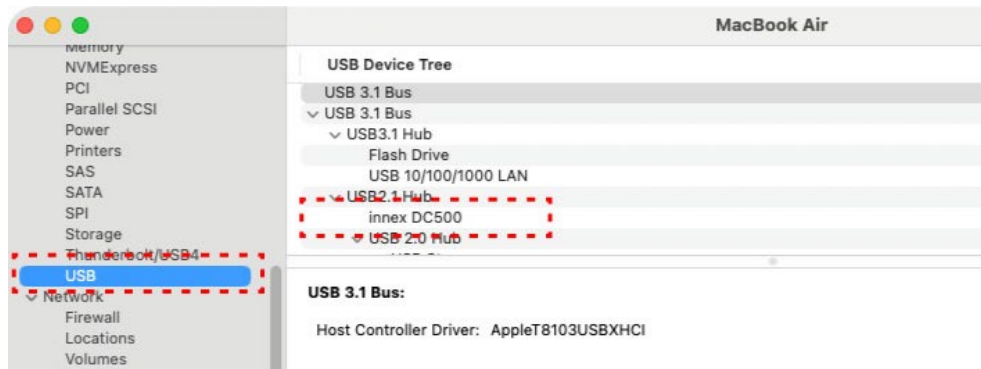 MacBook Air
Memory
NVMExpress
PCI
Parallel SCSI
Power
Printers
SAS
SATA
SPI
Storage
Thunderbolt/USB4
USB
Network
Firewall
Locations
Volumes
USB Device Tree
USB 3.1 Bus
USB 3.1 Bus
USB3.1 Hub
Flash Drive
USB 10/100/1000 LAN
USB2.1 Hub
innex DC500
USB 2.0 Hub
USB 3.1 Bus:
Host Controller Driver: AppleT8103USBXHCI